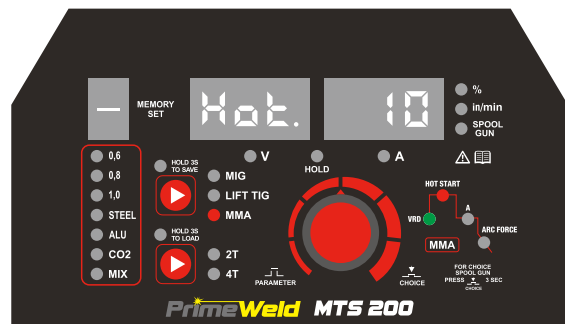 —
MEMORY
SET
Hot.
10
%
in/min
SPOOL
GUN
0,6
0,8
1,0
STEEL
ALU
CO2
MIX
HOLD 3S
TO SAVE
HOLD 3S
TO LOAD
V
HOLD
A
MIG
LIFT TIG
MMA
2T
4T
PARAMETER
CHOICE
HOT START
VRD
A
ARC FORCE
MMA
FOR CHOICE
SPOOL GUN
PRESS 3 SEC
CHOICE
PrimeWeld MTS 200